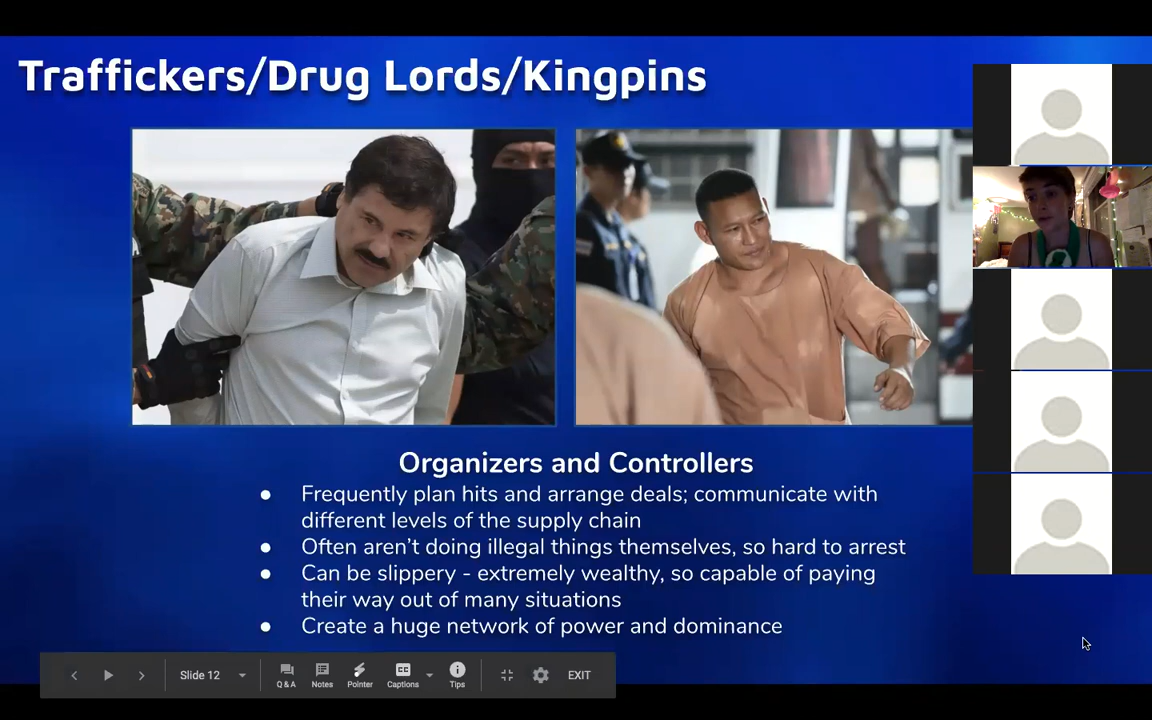 Traffickers/Drug Lords/Kingpins
Organizers and Controllers
● Frequently plan hits and arrange deals; communicate with
different levels of the supply chain
● Often aren’t doing illegal things themselves, so hard to arrest
● Can be slippery - extremely wealthy, so capable of paying
their way out of many situations
● Create a huge network of power and dominance
Slide 12
Q & A
Notes
Pointer
CC
Captions
Tips
EXIT